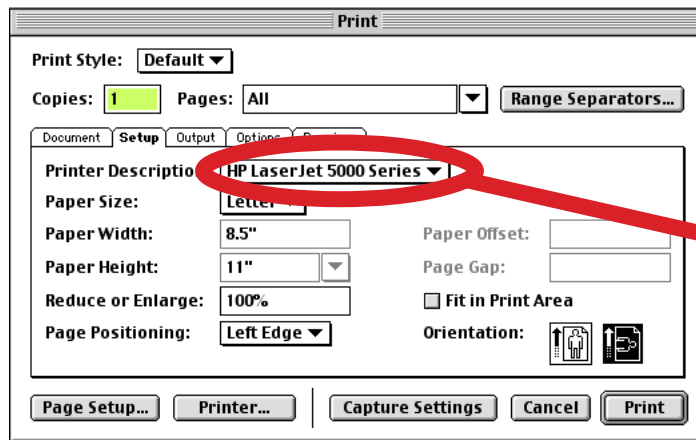 Print
Print Style: Default
Copies: 1 Pages: All Range Separators...
Document Setup Output Options
Printer Description HP LaserJet 5000 Series
Paper Size: Letter
Paper Width: 8.5" Paper Offset:
Paper Height: 11" Page Gap:
Reduce or Enlarge: 100% Fit in Print Area
Page Positioning: Left Edge Orientation:
Page Setup... Printer... Capture Settings Cancel Print